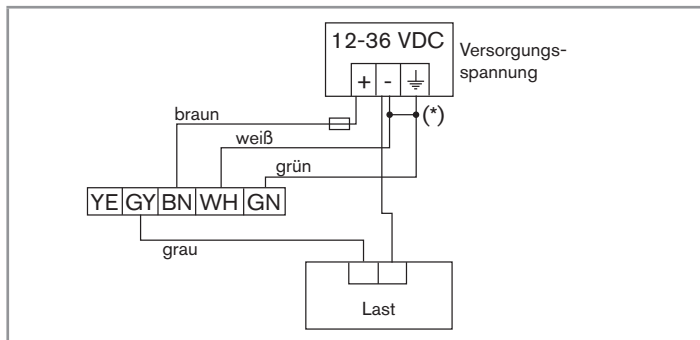 12-36 VDC
Versorgungs-
spannung
+ -
(*)
braun
weiß
grün
YE GY BN WH GN
grau
Last